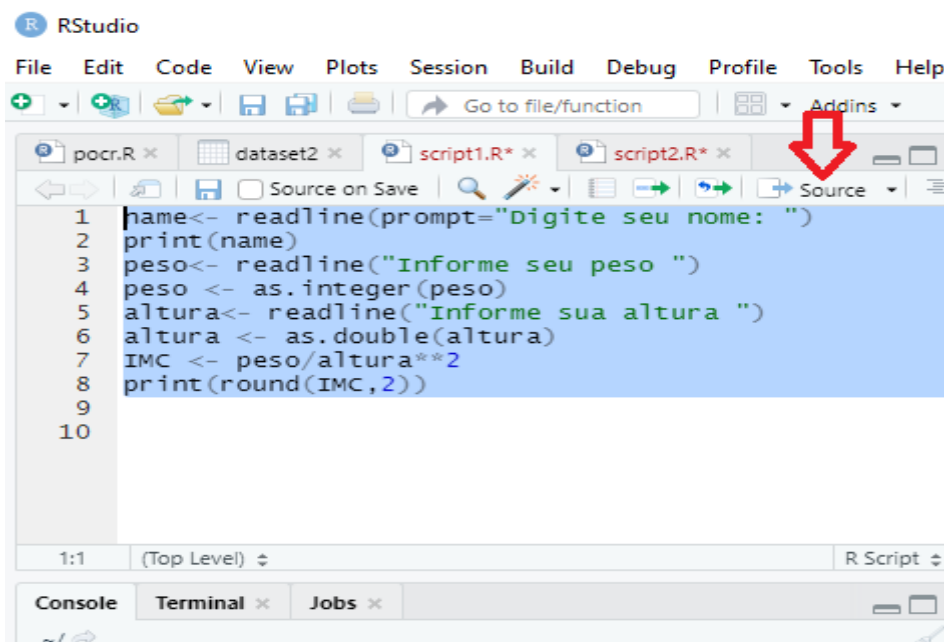 RStudio
File Edit Code View Plots Session Build Debug Profile Tools Help
Go to file/function Addins
pocr.R dataset2 script1.R* script2.R*
Source on Save Source
1 name<- readline(prompt="Digite seu nome: ")
2 print(name)
3 peso<- readline("Informe seu peso ")
4 peso <- as.integer(peso)
5 altura<- readline("Informe sua altura ")
6 altura <- as.double(altura)
7 IMC <- peso/altura**2
8 print(round(IMC,2))
9
10
1:1 (Top Level) R Script
Console Terminal Jobs
~/